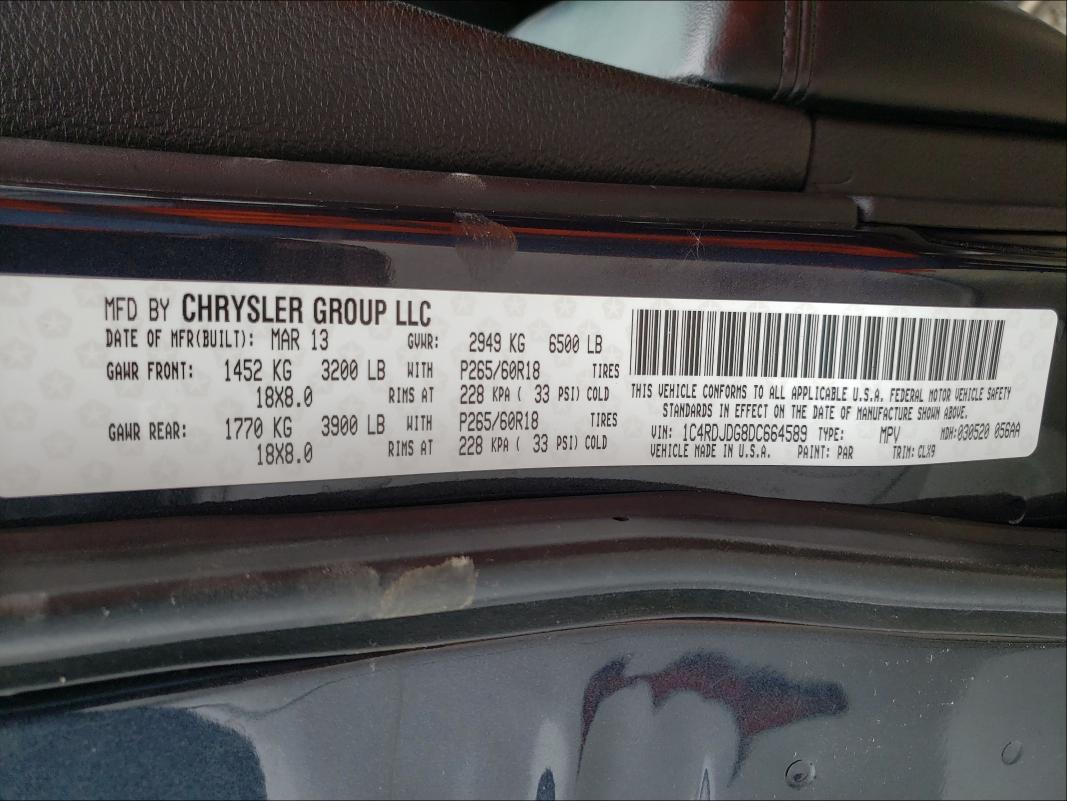 MFD BY CHRYSLER GROUP LLC
DATE OF MFR(BUILT): MAR 13 GVWR: 2949 KG 6500 LB
GAWR FRONT: 1452 KG 3200 LB WITH P265/60R18 TIRES
18X8.0 RIMS AT 228 KPA ( 33 PSI) COLD
GAWR REAR: 1770 KG 3900 LB WITH P265/60R18 TIRES
18X8.0 RIMS AT 228 KPA ( 33 PSI) COLD
THIS VEHICLE CONFORMS TO ALL APPLICABLE U.S.A. FEDERAL MOTOR VEHICLE SAFETY
STANDARDS IN EFFECT ON THE DATE OF MANUFACTURE SHOWN ABOVE.
VIN: 1C4RDJDG8DC664589 TYPE: MPV MDH:030520 056AA
VEHICLE MADE IN U.S.A. PAINT: PAR TRIM: CLX9